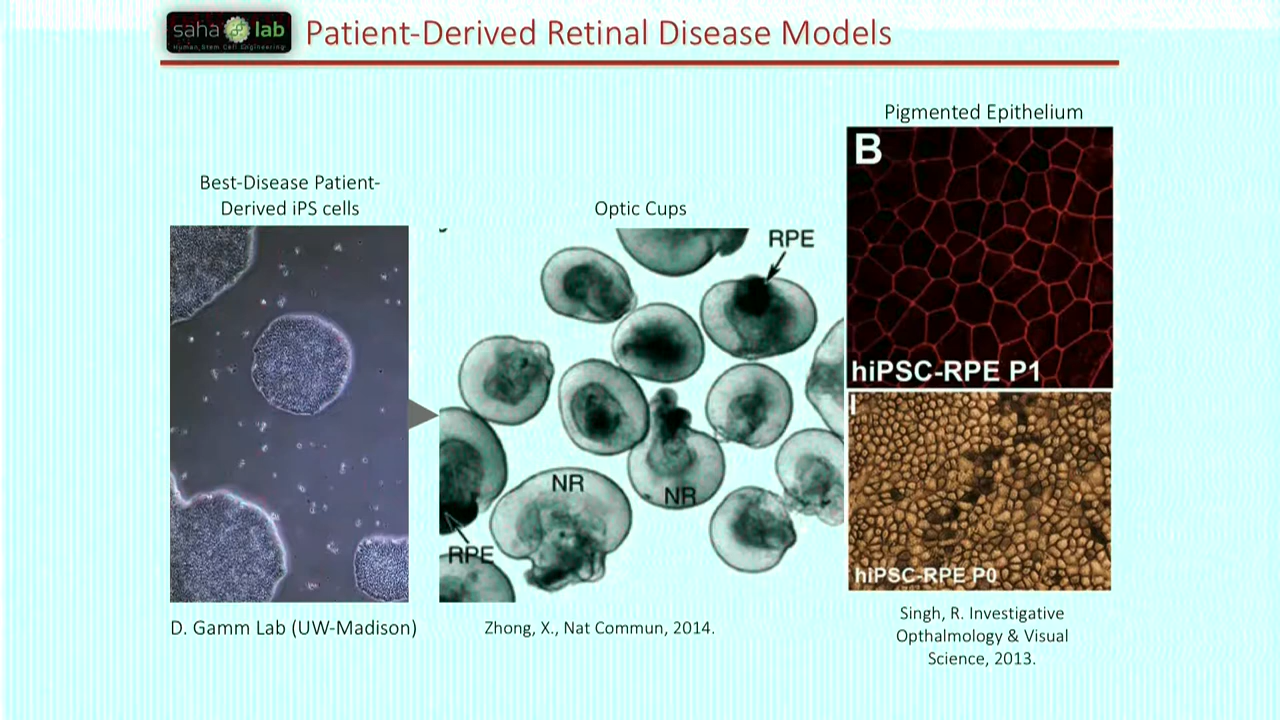 saha lab
Human Stem Cell Engineering
Patient-Derived Retinal Disease Models
Pigmented Epithelium
Best-Disease Patient-
Derived iPS cells
Optic Cups
B
RPE
hiPSC-RPE P1
NR
NR
RPE
hiPSC-RPE P0
D. Gamm Lab (UW-Madison)
Zhong, X., Nat Commun, 2014.
Singh, R. Investigative
Opthalmology & Visual
Science, 2013.